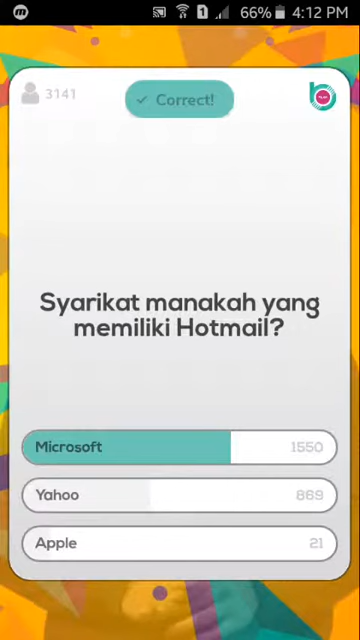 66% 4:12 PM
3141
✓ Correct!
Syarikat manakah yang
memiliki Hotmail?
Microsoft 1550
Yahoo 869
Apple 21